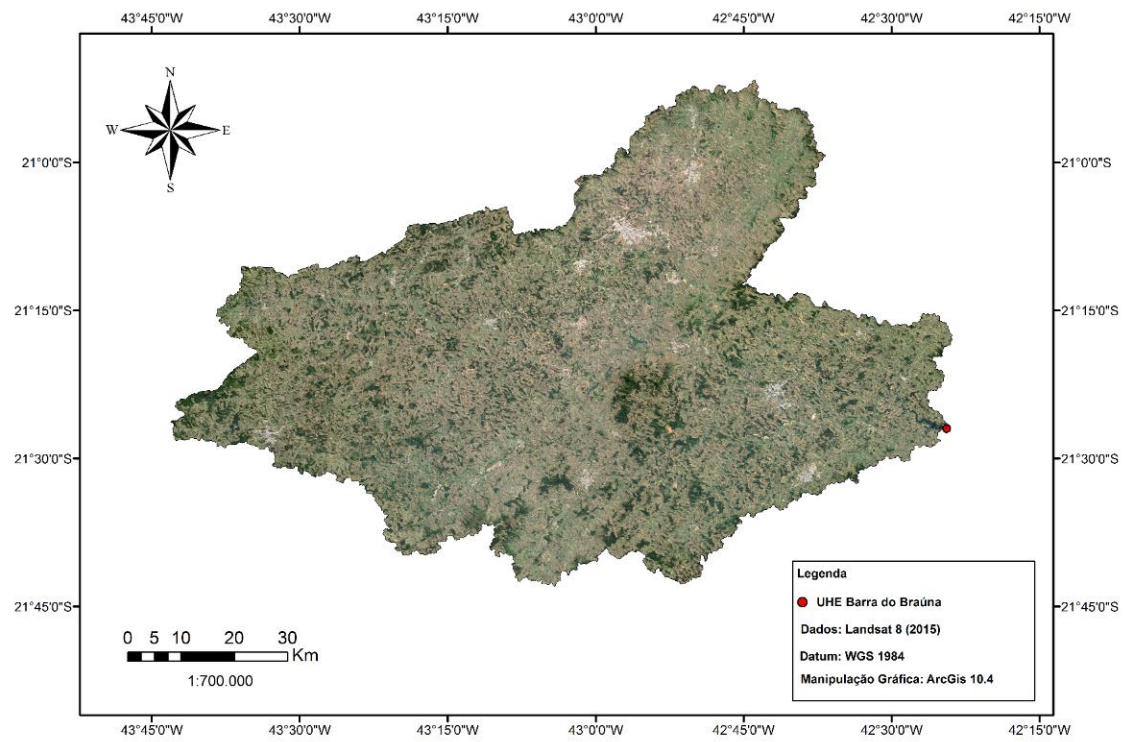 43°45'0"W 43°30'0"W 43°15'0"W 43°0'0"W 42°45'0"W 42°30'0"W 42°15'0"W
N
W E
S
21°0'0"S 21°0'0"S
21°15'0"S 21°15'0"S
21°30'0"S 21°30'0"S
21°45'0"S 21°45'0"S
Legenda
UHE Barra do Braúna
Dados: Landsat 8 (2015)
Datum: WGS 1984
Manipulação Gráfica: ArcGis 10.4
0 5 10 20 30
Km
1:700.000
43°45'0"W 43°30'0"W 43°15'0"W 43°0'0"W 42°45'0"W 42°30'0"W 42°15'0"W